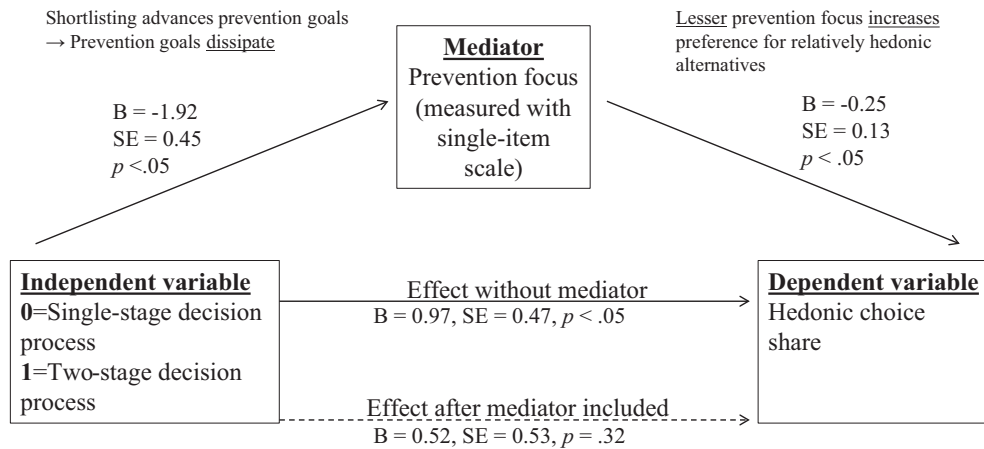 Shortlisting advances prevention goals
→ Prevention goals dissipate
B = -1.92
SE = 0.45
p <.05
Mediator
Prevention focus
(measured with
single-item
scale)
Lesser prevention focus increases
preference for relatively hedonic
alternatives
B = -0.25
SE = 0.13
p < .05
Independent variable
0=Single-stage decision
process
1=Two-stage decision
process
Effect without mediator
B = 0.97, SE = 0.47, p < .05
Effect after mediator included
B = 0.52, SE = 0.53, p = .32
Dependent variable
Hedonic choice
share